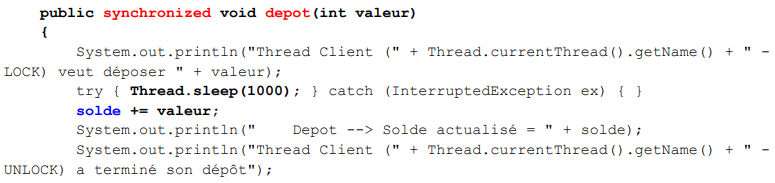 public synchronized void depot(int valeur)
{
System.out.println("Thread Client (" + Thread.currentThread().getName() + " -
LOCK) veut déposer " + valeur);
try { Thread.sleep(1000); } catch (InterruptedException ex) { }
solde += valeur;
System.out.println("    Depot --> Solde actualisé = " + solde);
System.out.println("Thread Client (" + Thread.currentThread().getName() + " -
UNLOCK) a terminé son dépôt");